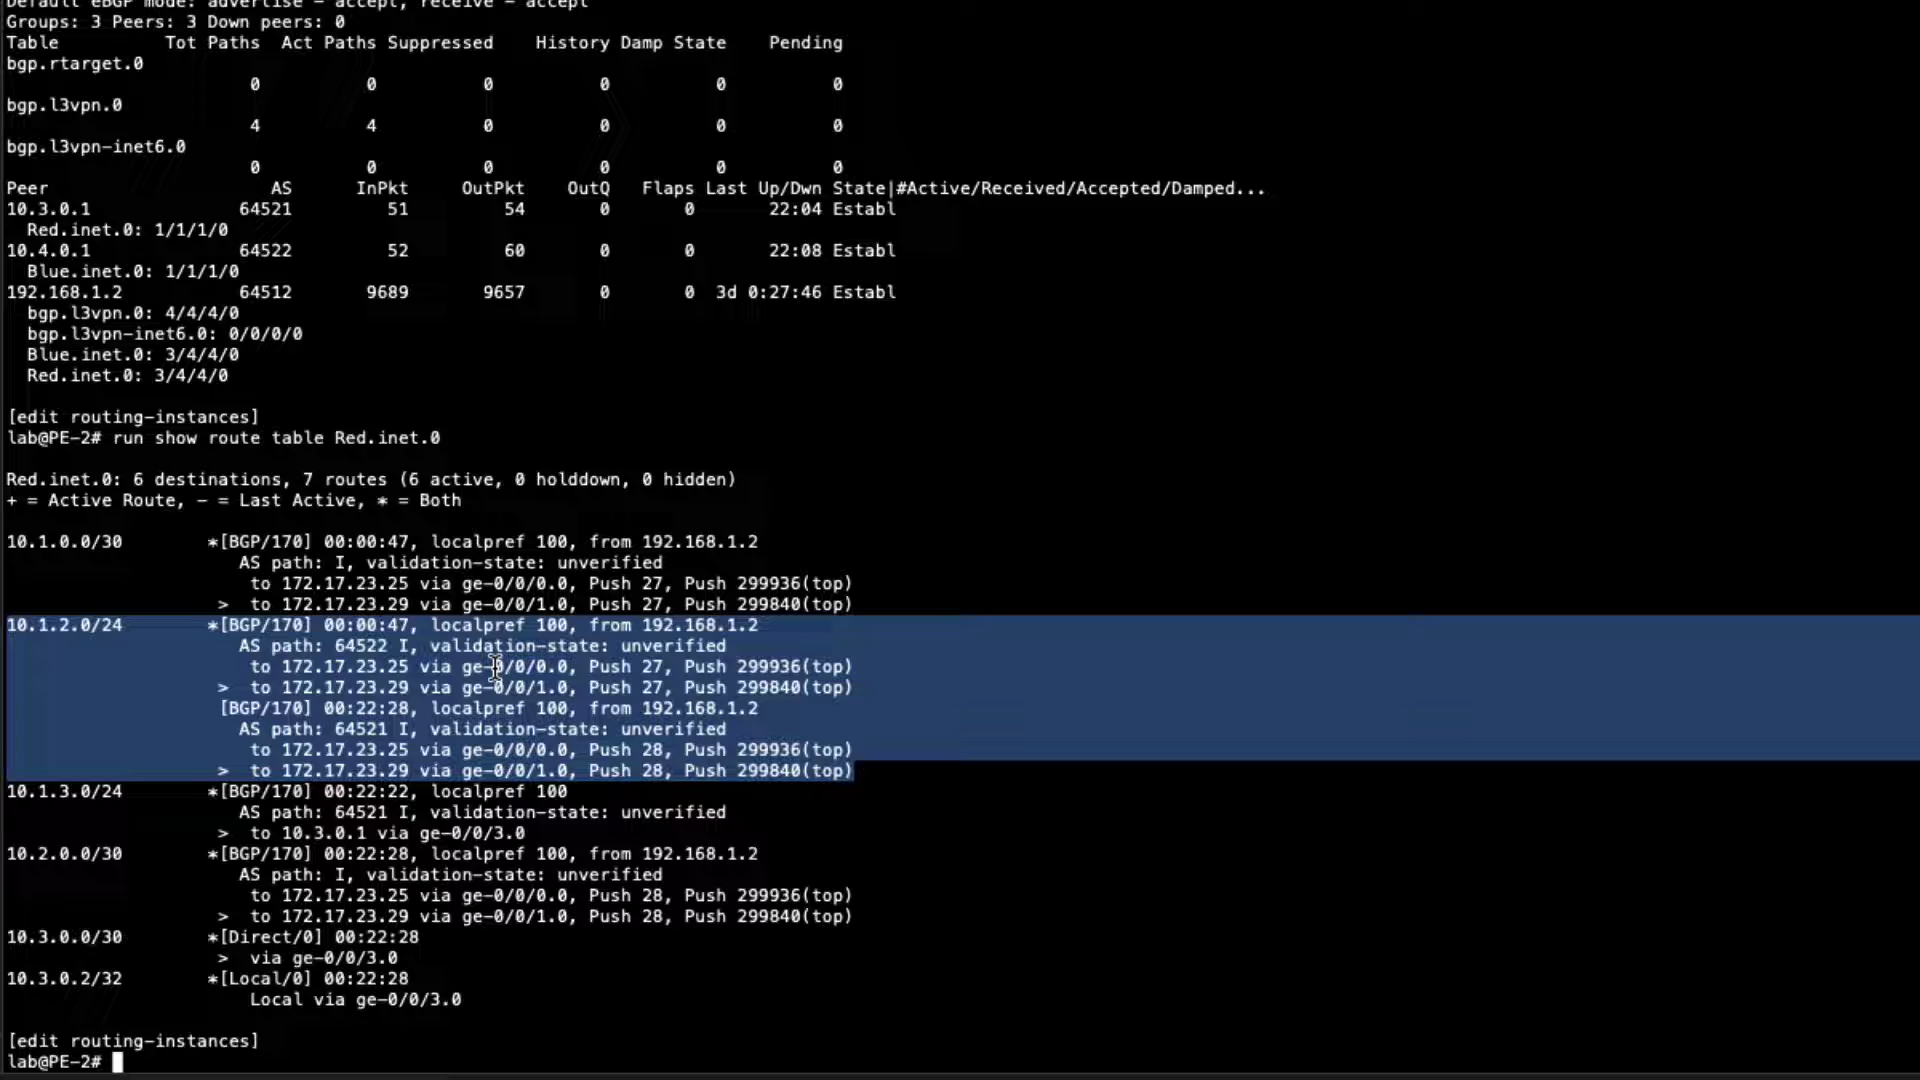 Default eBGP mode: advertise - accept, receive - accept
Groups: 3 Peers: 3 Down peers: 0
Table          Tot Paths  Act Paths Suppressed    History Damp State    Pending
bgp.rtarget.0
                       0          0          0          0          0          0
bgp.l3vpn.0
                       4          4          0          0          0          0
bgp.l3vpn-inet6.0
                       0          0          0          0          0          0
Peer                     AS      InPkt     OutPkt    OutQ   Flaps Last Up/Dwn State|#Active/Received/Accepted/Damped...
10.3.0.1              64521         51         54       0       0       22:04 Establ
  Red.inet.0: 1/1/1/0
10.4.0.1              64522         52         60       0       0       22:08 Establ
  Blue.inet.0: 1/1/1/0
192.168.1.2           64512       9689       9657       0       0  3d 0:27:46 Establ
  bgp.l3vpn.0: 4/4/4/0
  bgp.l3vpn-inet6.0: 0/0/0/0
  Blue.inet.0: 3/4/4/0
  Red.inet.0: 3/4/4/0
[edit routing-instances]
lab@PE-2# run show route table Red.inet.0
Red.inet.0: 6 destinations, 7 routes (6 active, 0 holddown, 0 hidden)
+ = Active Route, - = Last Active, * = Both
10.1.0.0/30        *[BGP/170] 00:00:47, localpref 100, from 192.168.1.2
                      AS path: I, validation-state: unverified
                       to 172.17.23.25 via ge-0/0/0.0, Push 27, Push 299936(top)
                    >  to 172.17.23.29 via ge-0/0/1.0, Push 27, Push 299840(top)
10.1.2.0/24        *[BGP/170] 00:00:47, localpref 100, from 192.168.1.2
                      AS path: 64522 I, validation-state: unverified
                       to 172.17.23.25 via ge-0/0/0.0, Push 27, Push 299936(top)
                    >  to 172.17.23.29 via ge-0/0/1.0, Push 27, Push 299840(top)
                    [BGP/170] 00:22:28, localpref 100, from 192.168.1.2
                      AS path: 64521 I, validation-state: unverified
                       to 172.17.23.25 via ge-0/0/0.0, Push 28, Push 299936(top)
                    >  to 172.17.23.29 via ge-0/0/1.0, Push 28, Push 299840(top)
10.1.3.0/24        *[BGP/170] 00:22:22, localpref 100
                      AS path: 64521 I, validation-state: unverified
                    >  to 10.3.0.1 via ge-0/0/3.0
10.2.0.0/30        *[BGP/170] 00:22:28, localpref 100, from 192.168.1.2
                      AS path: I, validation-state: unverified
                       to 172.17.23.25 via ge-0/0/0.0, Push 28, Push 299936(top)
                    >  to 172.17.23.29 via ge-0/0/1.0, Push 28, Push 299840(top)
10.3.0.0/30        *[Direct/0] 00:22:28
                    >  via ge-0/0/3.0
10.3.0.2/32        *[Local/0] 00:22:28
                       Local via ge-0/0/3.0
[edit routing-instances]
lab@PE-2#